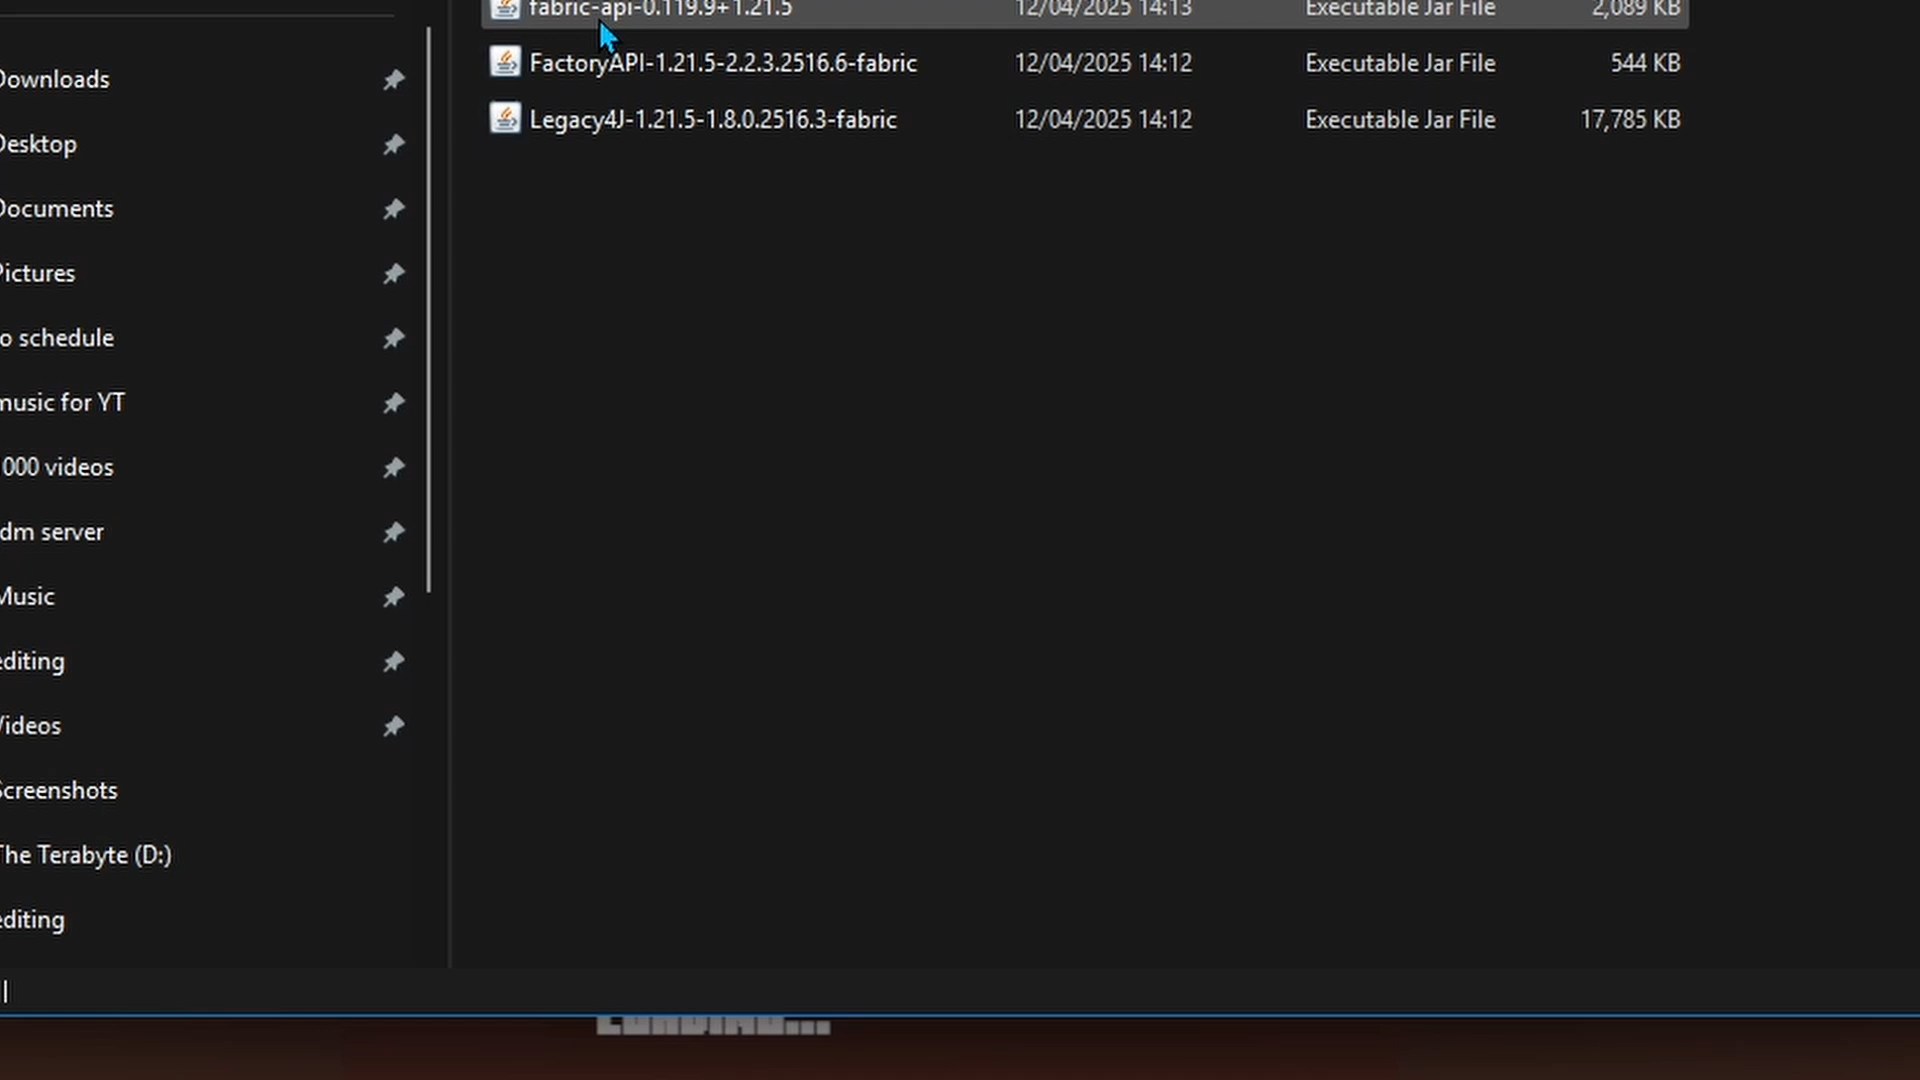 fabric-api-0.119.9+1.21.5 12/04/2025 14:13 Executable Jar File 2,089 KB
FactoryAPI-1.21.5-2.2.3.2516.6-fabric 12/04/2025 14:12 Executable Jar File 544 KB
Legacy4J-1.21.5-1.8.0.2516.3-fabric 12/04/2025 14:12 Executable Jar File 17,785 KB
Downloads
Desktop
Documents
Pictures
o schedule
music for YT
000 videos
dm server
Music
editing
Videos
Screenshots
The Terabyte (D:)
editing